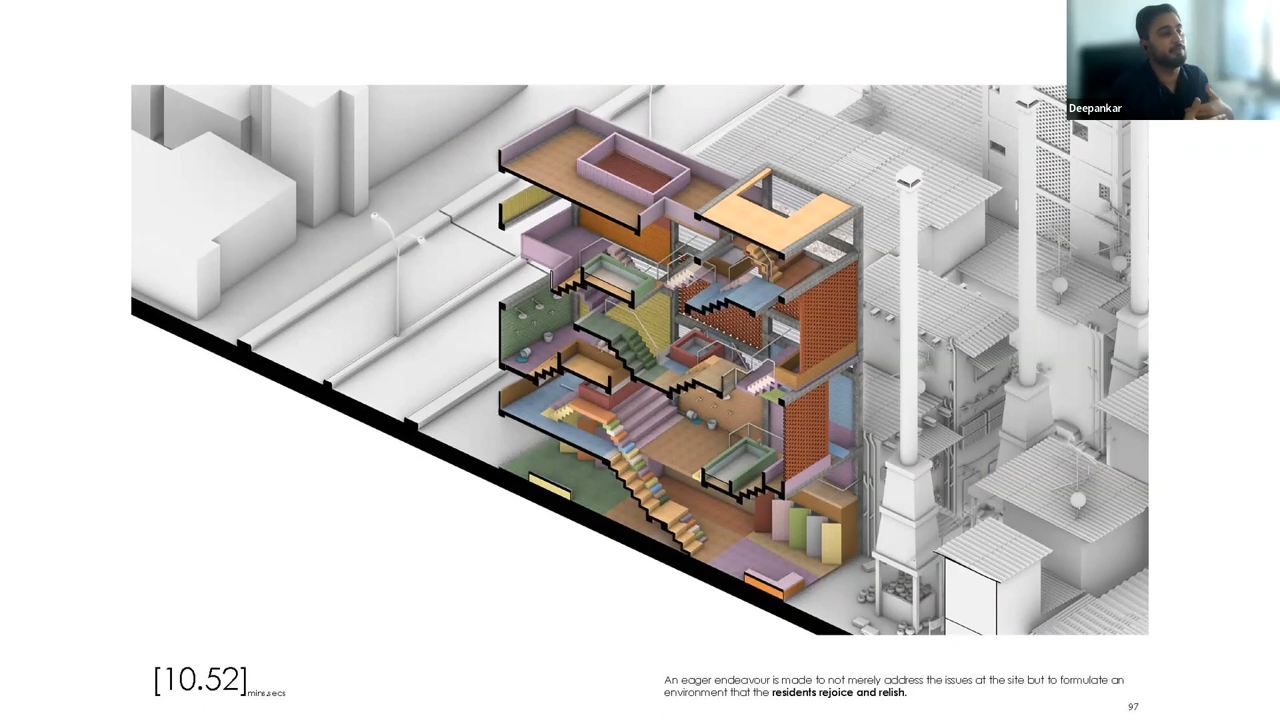 Deepankar
[10.52]mins.secs
An eager endeavour is made to not merely address the issues at the site but to formulate an
environment that the residents rejoice and relish.
97